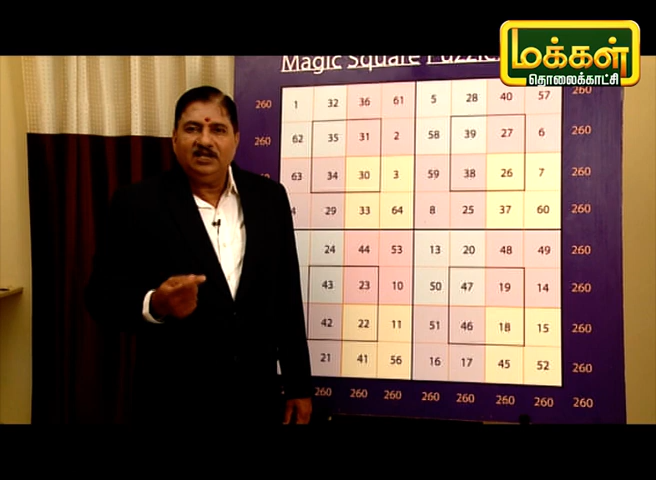 மக்கள்
தொலைக்காட்சி
Magic Square
260 1 32 36 61 5 28 40 57 260
260 62 35 31 2 58 39 27 6 260
63 34 30 3 59 38 26 7 260
4 29 33 64 8 25 37 60 260
24 44 53 13 20 48 49 260
43 23 10 50 47 19 14 260
42 22 11 51 46 18 15 260
21 41 56 16 17 45 52 260
260 260 260 260 260 260 260 260